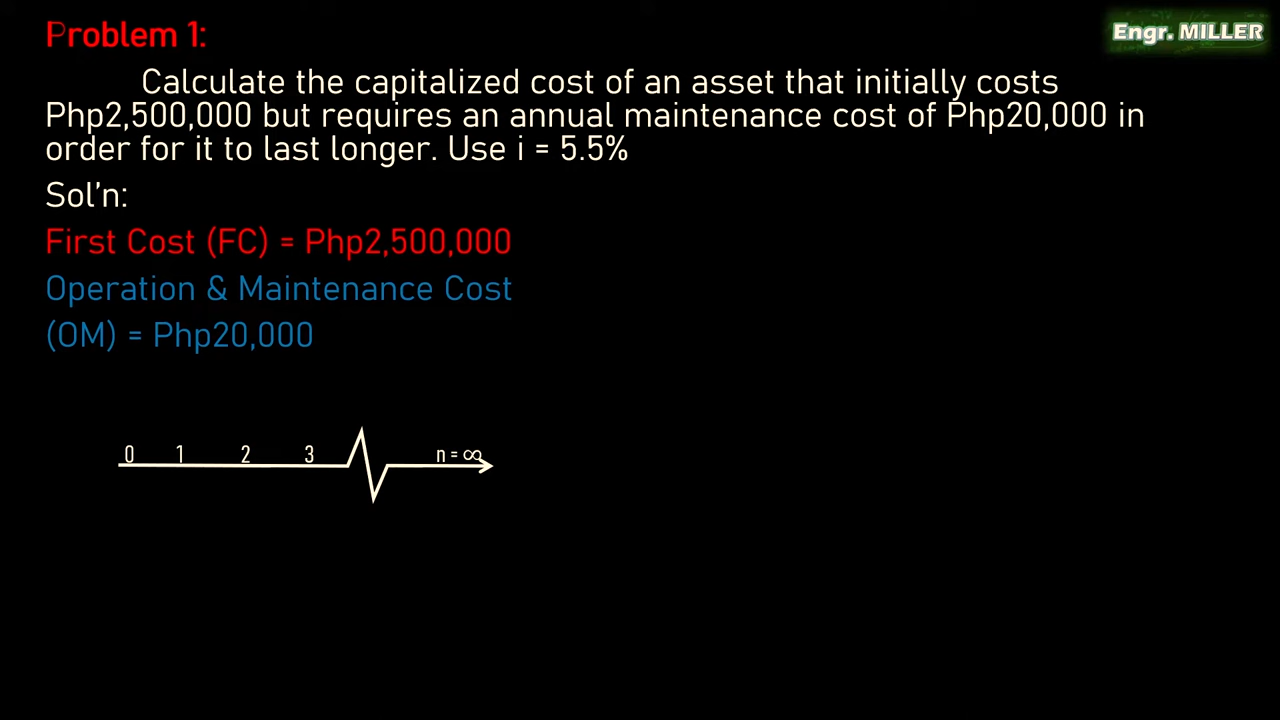 Engr. MILLER
Problem 1:
Calculate the capitalized cost of an asset that initially costs
Php2,500,000 but requires an annual maintenance cost of Php20,000 in
order for it to last longer. Use i = 5.5%
Sol’n:
First Cost (FC) = Php2,500,000
Operation & Maintenance Cost
(OM) = Php20,000
0 1 2 3 n = ∞